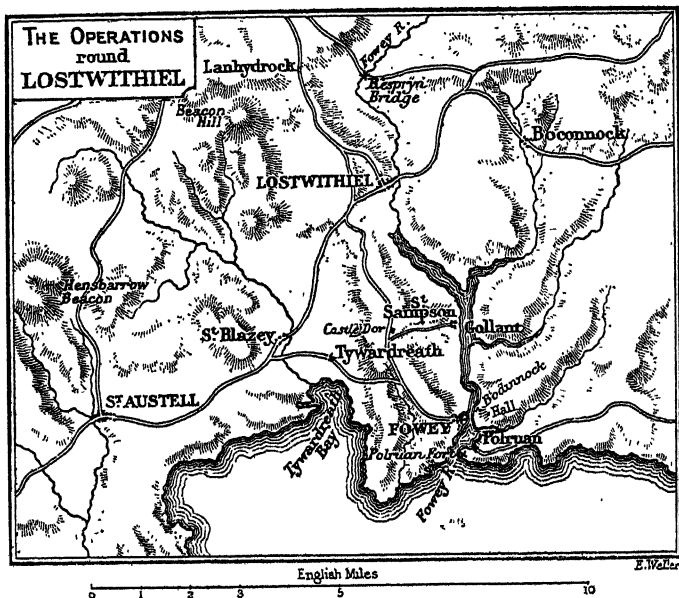 THE OPERATIONS
round
LOSTWITHIEL
Fowey R.
Lanhydrock
Respryn
Bridge
Beacon
Hill
Boconnock
LOSTWITHIEL
Hensbarrow
Beacon
St
Sampson
Castle Dor
Gollant
St Blazey
Tywardreath
Bodinnock
Hall
ST AUSTELL
FOWEY
Polruan
Tywardreath
Bay
Polruan Fort
Fowey R.
E. Weller
English Miles
0 1 2 3 5 10